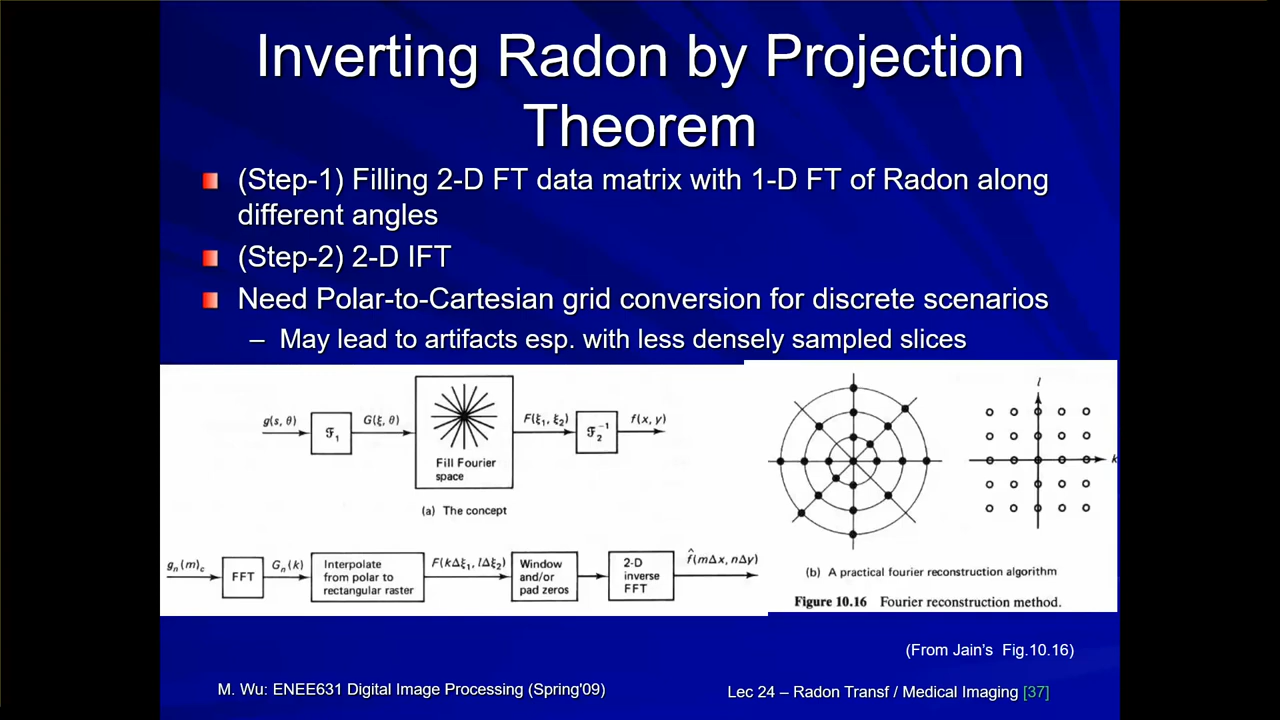 Inverting Radon by Projection
Theorem
(Step-1) Filling 2-D FT data matrix with 1-D FT of Radon along
different angles
(Step-2) 2-D IFT
Need Polar-to-Cartesian grid conversion for discrete scenarios
– May lead to artifacts esp. with less densely sampled slices
g(s, θ)
𝔉₁
G(ξ, θ)
Fill Fourier
space
F(ξ₁, ξ₂)
𝔉₂⁻¹
f(x, y)
(a) The concept
gₙ(m)c
FFT
Gₙ(k)
Interpolate
from polar to
rectangular raster
F(kΔξ₁, lΔξ₂)
Window
and/or
pad zeros
2-D
inverse
FFT
f̂(mΔx, nΔy)
l
k
(b) A practical fourier reconstruction algorithm
Figure 10.16 Fourier reconstruction method.
(From Jain's Fig.10.16)
M. Wu: ENEE631 Digital Image Processing (Spring'09)
Lec 24 – Radon Transf / Medical Imaging [37]